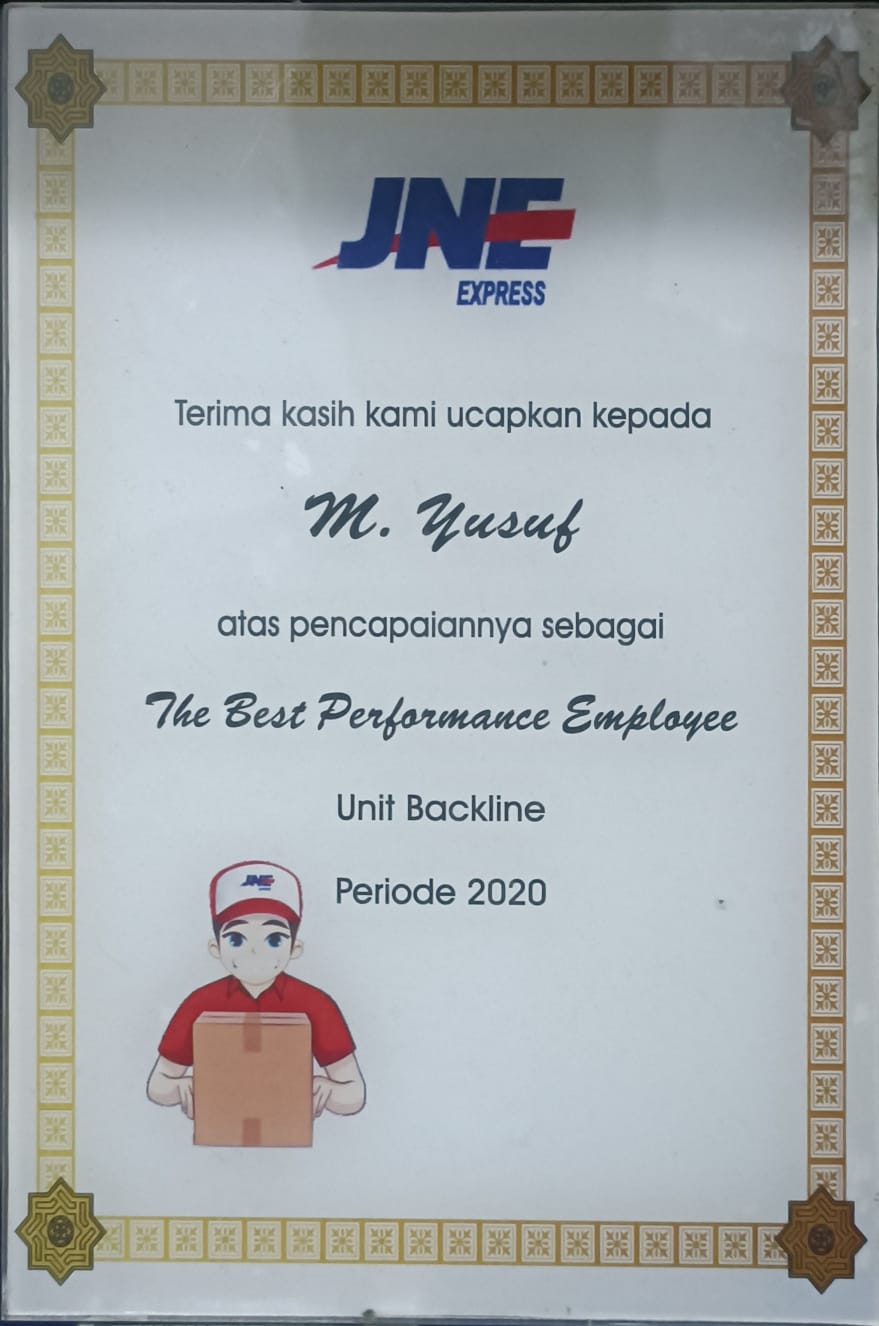 JNE
EXPRESS
Terima kasih kami ucapkan kepada
M. Yusuf
atas pencapaiannya sebagai
The Best Performance Employee
Unit Backline
Periode 2020
JNE